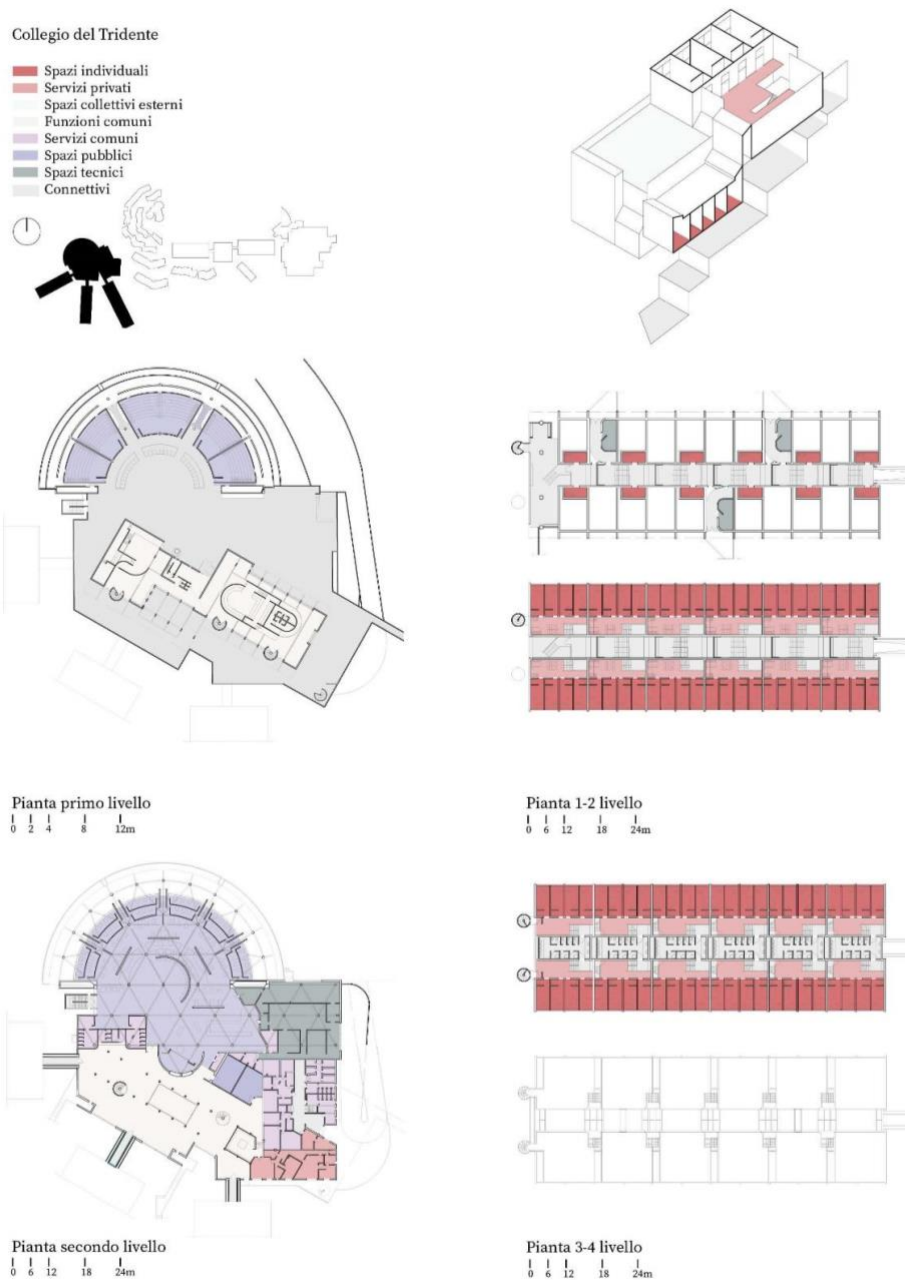 Collegio del Tridente
Spazi individuali
Servizi privati
Spazi collettivi esterni
Funzioni comuni
Servizi comuni
Spazi pubblici
Spazi tecnici
Connettivi
Pianta primo livello
0 2 4 8 12m
Pianta 1-2 livello
0 6 12 18 24m
Pianta secondo livello
0 6 12 18 24m
Pianta 3-4 livello
0 6 12 18 24m